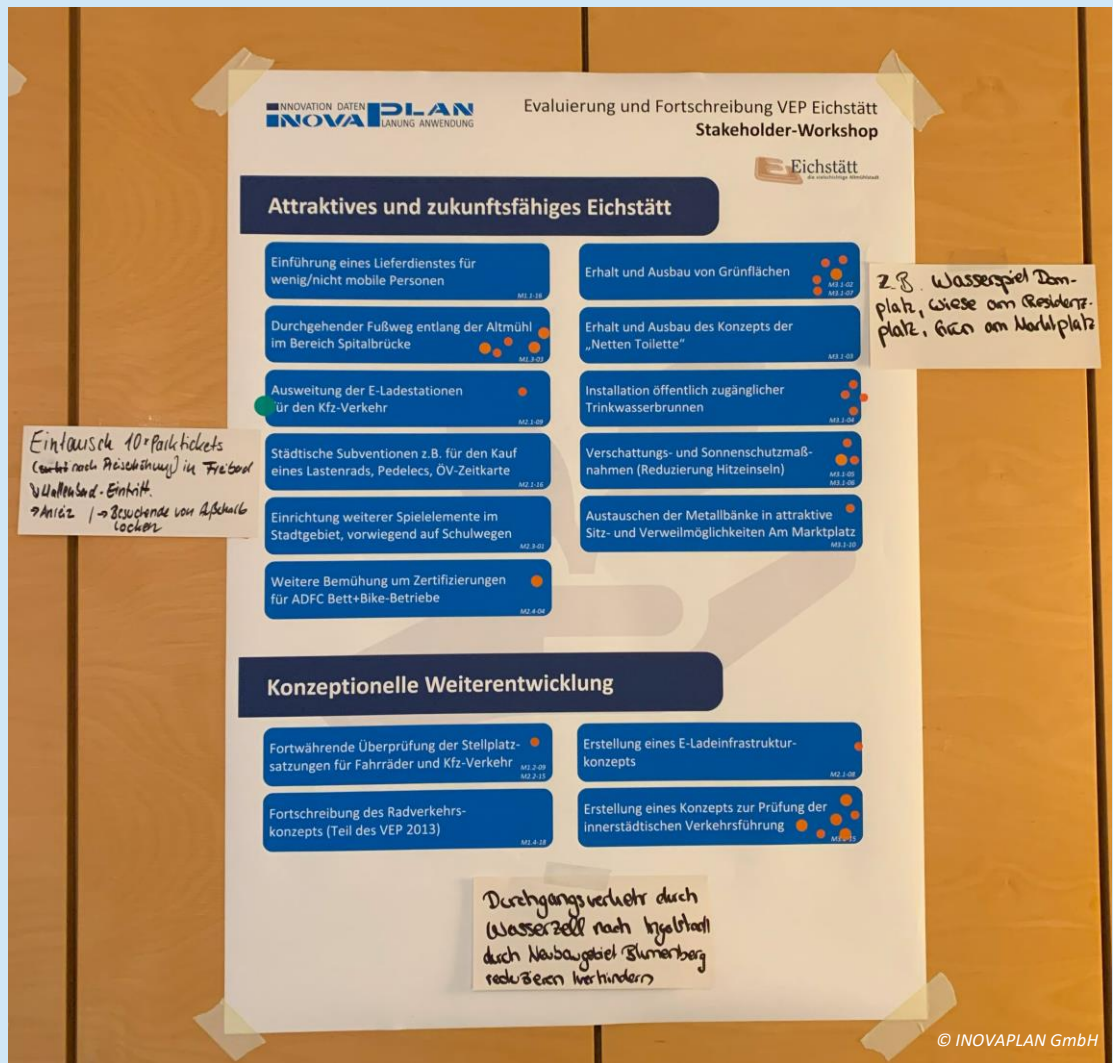 INNOVATION DATEN
INOVAPLAN
PLANUNG ANWENDUNG
Evaluierung und Fortschreibung VEP Eichstätt
Stakeholder-Workshop
Eichstätt
Attraktives und zukunftsfähiges Eichstätt
Einführung eines Lieferdienstes für
wenig/nicht mobile Personen
M1.1-16
Durchgehender Fußweg entlang der Altmühl
im Bereich Spitalbrücke
M1.3-03
Ausweitung der E-Ladestationen
für den Kfz-Verkehr
M2.1-09
Städtische Subventionen z.B. für den Kauf
eines Lastenrads, Pedelecs, ÖV-Zeitkarte
M2.1-16
Einrichtung weiterer Spielelemente im
Stadtgebiet, vorwiegend auf Schulwegen
M2.3-01
Weitere Bemühung um Zertifizierungen
für ADFC Bett+Bike-Betriebe
M2.4-04
Erhalt und Ausbau von Grünflächen
M3.1-02
M3.1-07
Erhalt und Ausbau des Konzepts der
„Netten Toilette“
M3.1-03
Installation öffentlich zugänglicher
Trinkwasserbrunnen
M3.1-04
Verschattungs- und Sonnenschutzmaß-
nahmen (Reduzierung Hitzeinseln)
M3.1-05
M3.1-06
Austauschen der Metallbänke in attraktive
Sitz- und Verweilmöglichkeiten Am Marktplatz
M3.1-10
z.B. Wasserspiel Dom-
platz, Wiese am Residenz-
platz, Grün am Marktplatz
Eintausch 10x Parktickets
nach Preiserhöhung) in Freibad
Hallenbad-Eintritt.
→ Anreiz / → Besuchende von
locken
Konzeptionelle Weiterentwicklung
Fortwährende Überprüfung der Stellplatz-
satzungen für Fahrräder und Kfz-Verkehr
M1.2-09
M2.2-15
Fortschreibung des Radverkehrs-
konzepts (Teil des VEP 2013)
M1.4-18
Erstellung eines E-Ladeinfrastruktur-
konzepts
M2.1-08
Erstellung eines Konzepts zur Prüfung der
innerstädtischen Verkehrsführung
Durchgangsverkehr durch
Wasserzell nach Ingolstadt
durch Neubaugebiet Blumenberg
reduzieren/verhindern
© INOVAPLAN GmbH